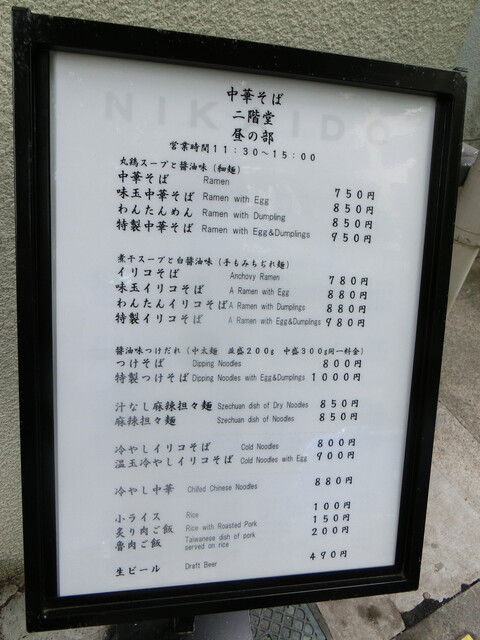 NIKAIDO
中華そば
二階堂
昼の部
営業時間11:30~15:00
丸鶏スープと醤油味(細麺)
中華そば Ramen 750円
味玉中華そば Ramen with Egg 850円
わんたんめん Ramen with Dumpling 850円
特製中華そば Ramen with Egg&Dumplings 950円
煮干スープと白醤油味(手もみちぢれ麺)
イリコそば Anchovy Ramen 780円
味玉イリコそば A Ramen with Egg 880円
わんたんイリコそば A Ramen with Dumplings 880円
特製イリコそば A Ramen with Egg&Dumplings 980円
醤油味つけだれ(中太麺 並盛200g 中盛300g同一料金)
つけそば Dipping Noodles 800円
特製つけそば Dipping Noodles with Egg&Dumplings 1000円
汁なし麻辣担々麺 Szechuan dish of Dry Noodles 850円
麻辣担々麺 Szechuan dish of Noodles 850円
冷やしイリコそば Cold Noodles 800円
温玉冷やしイリコそば Cold Noodles with Egg 900円
冷やし中華 Chilled Chinese Noodles 880円
小ライス Rice 100円
炙り肉ご飯 Rice with Roasted Pork 150円
魯肉ご飯 Taiwanese dish of pork served on rice 200円
生ビール Draft Beer 490円